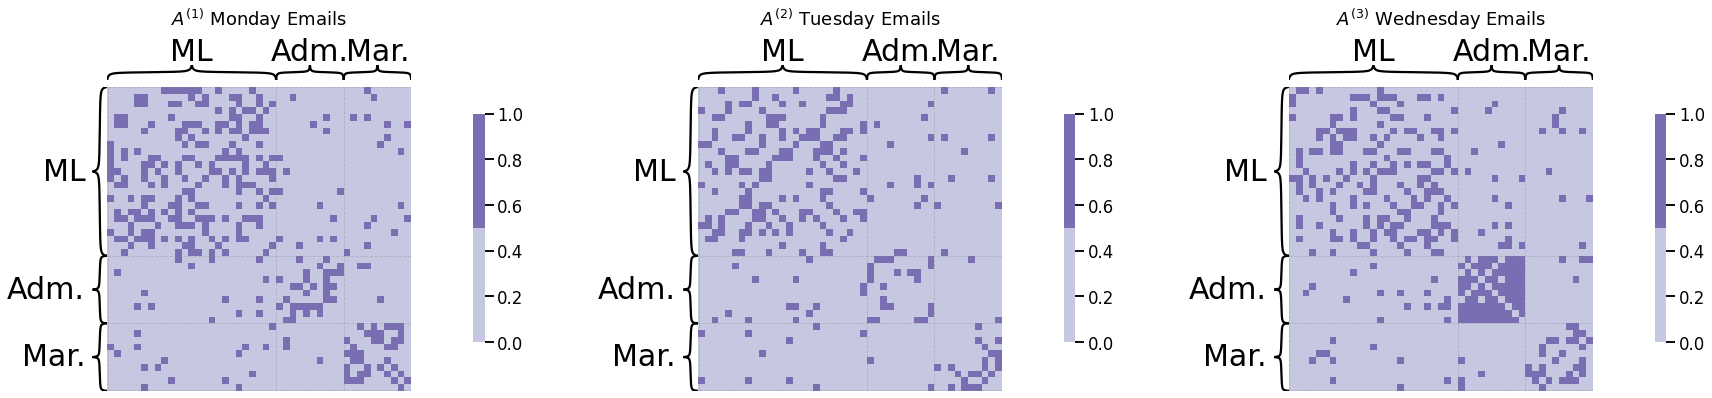 A⁽¹⁾ Monday Emails
ML Adm. Mar.
ML
Adm.
Mar.
1.0
0.8
0.6
0.4
0.2
0.0
A⁽²⁾ Tuesday Emails
ML Adm. Mar.
ML
Adm.
Mar.
1.0
0.8
0.6
0.4
0.2
0.0
A⁽³⁾ Wednesday Emails
ML Adm. Mar.
ML
Adm.
Mar.
1.0
0.8
0.6
0.4
0.2
0.0